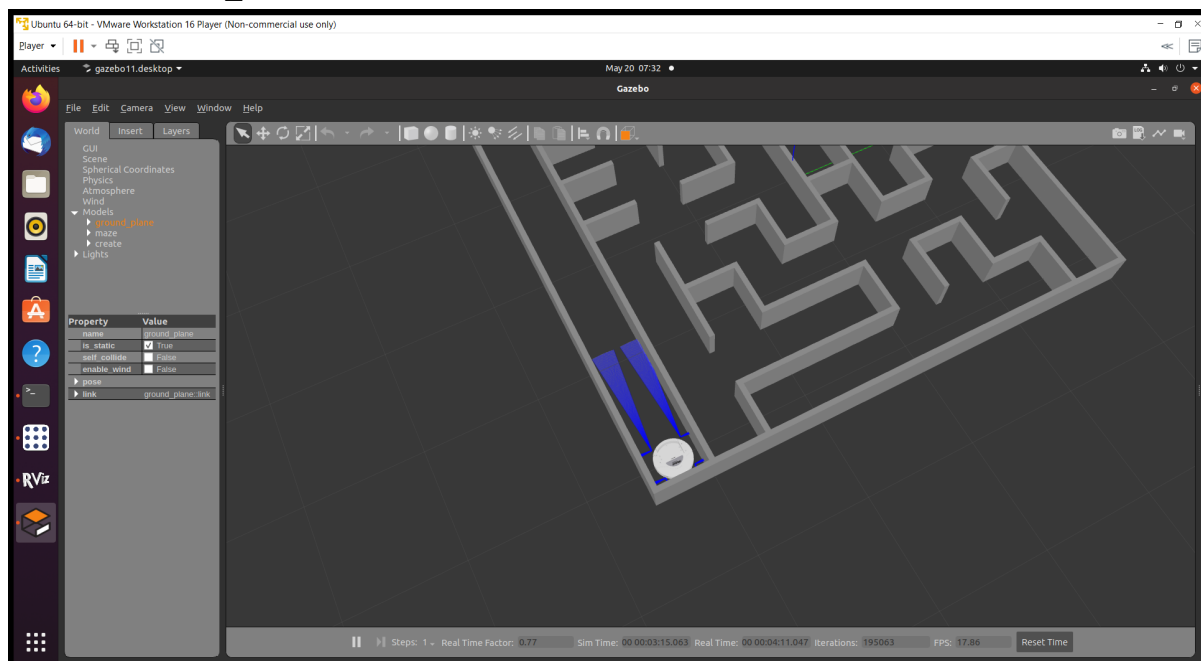 Ubuntu 64-bit - VMware Workstation 16 Player (Non-commercial use only)
Player
Activities gazebo11.desktop May 20 07:32
Gazebo
File Edit Camera View Window Help
World Insert Layers
GUI
Scene
Spherical Coordinates
Physics
Atmosphere
Wind
Models
ground_plane
maze
create
Lights
Property Value
name ground_plane
is_static True
self_collide False
enable_wind False
pose
link ground_plane::link
RViz
Steps: 1 Real Time Factor: 0.77 Sim Time: 00 00:03:15.063 Real Time: 00 00:04:11.047 Iterations: 195063 FPS: 17.86 Reset Time